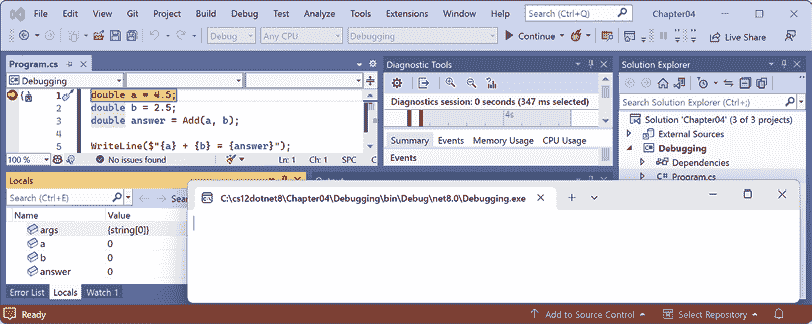 File Edit View Git Project Build Debug Test Analyze Tools Extensions Window Help Search (Ctrl+Q) Chapter04
Debug Any CPU Debugging Continue Live Share
Program.cs
Debugging
1 double a = 4.5;
2 double b = 2.5;
3 double answer = Add(a, b);
4
5 WriteLine($"{a} + {b} = {answer}");
100 % No issues found Ln: 1 Ch: 1 SPC
Diagnostic Tools
Diagnostics session: 0 seconds (347 ms selected)
4s
Summary Events Memory Usage CPU Usage
Events
Solution Explorer
Search Solution Explorer (Ctrl+;)
Solution 'Chapter04' (3 of 3 projects)
External Sources
Debugging
Dependencies
C# Program.cs
Locals
Search (Ctrl+E)
Name Value
args {string[0]}
a 0
b 0
answer 0
Error List Locals Watch 1
C:\cs12dotnet8\Chapter04\Debugging\bin\Debug\net8.0\Debugging.exe
Ready Add to Source Control Select Repository